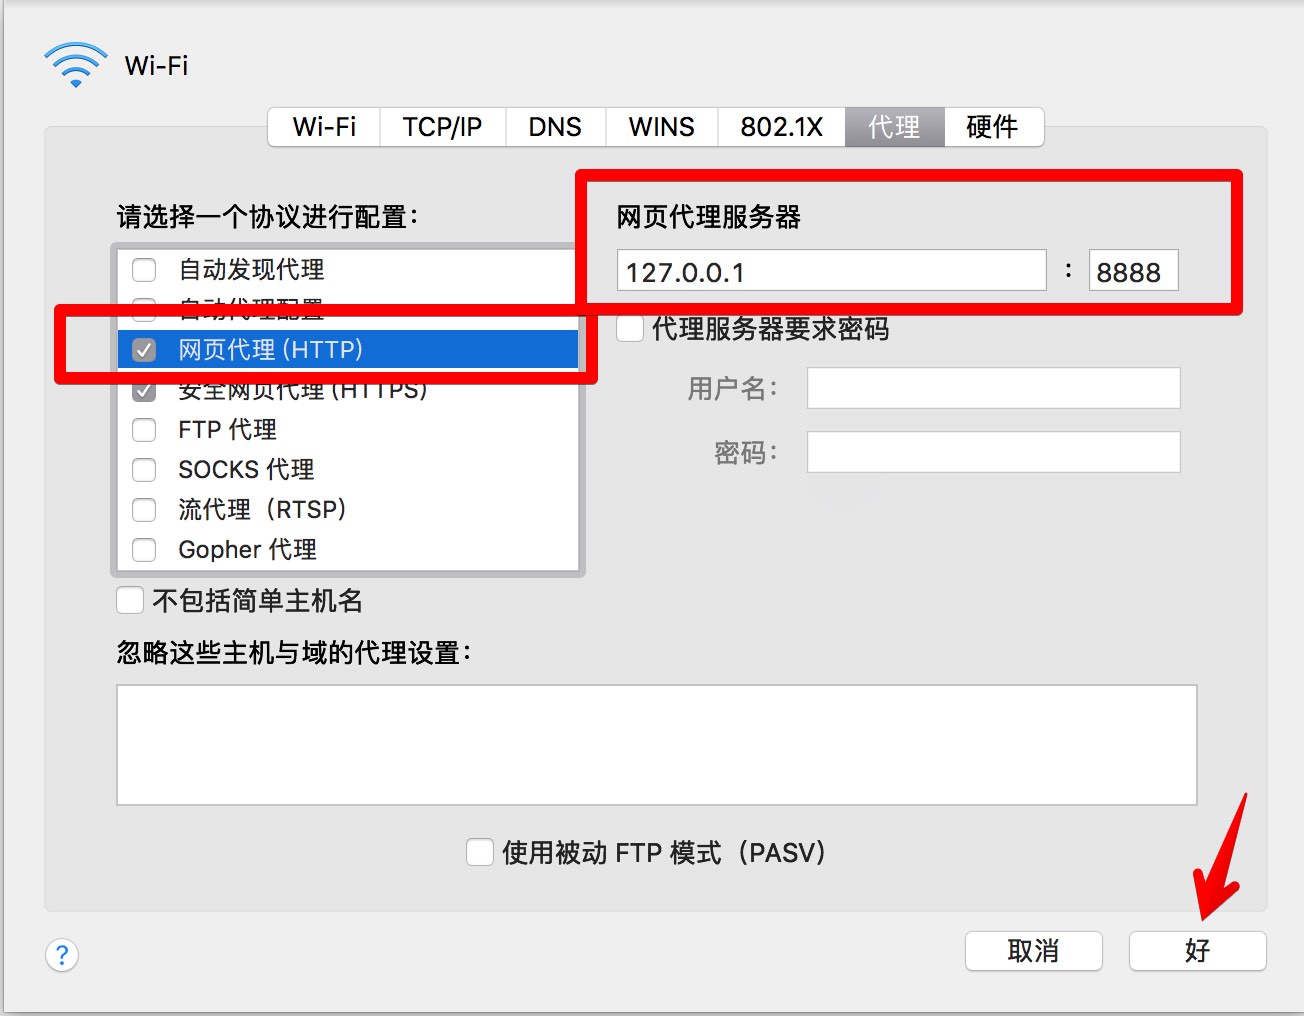 Wi-Fi
Wi-Fi TCP/IP DNS WINS 802.1X 代理 硬件
请选择一个协议进行配置：
自动发现代理
自动代理配置
网页代理 (HTTP)
安全网页代理 (HTTPS)
FTP 代理
SOCKS 代理
流代理（RTSP）
Gopher 代理
网页代理服务器
127.0.0.1 : 8888
代理服务器要求密码
用户名：
密码：
不包括简单主机名
忽略这些主机与域的代理设置：
使用被动 FTP 模式（PASV）
?
取消 好